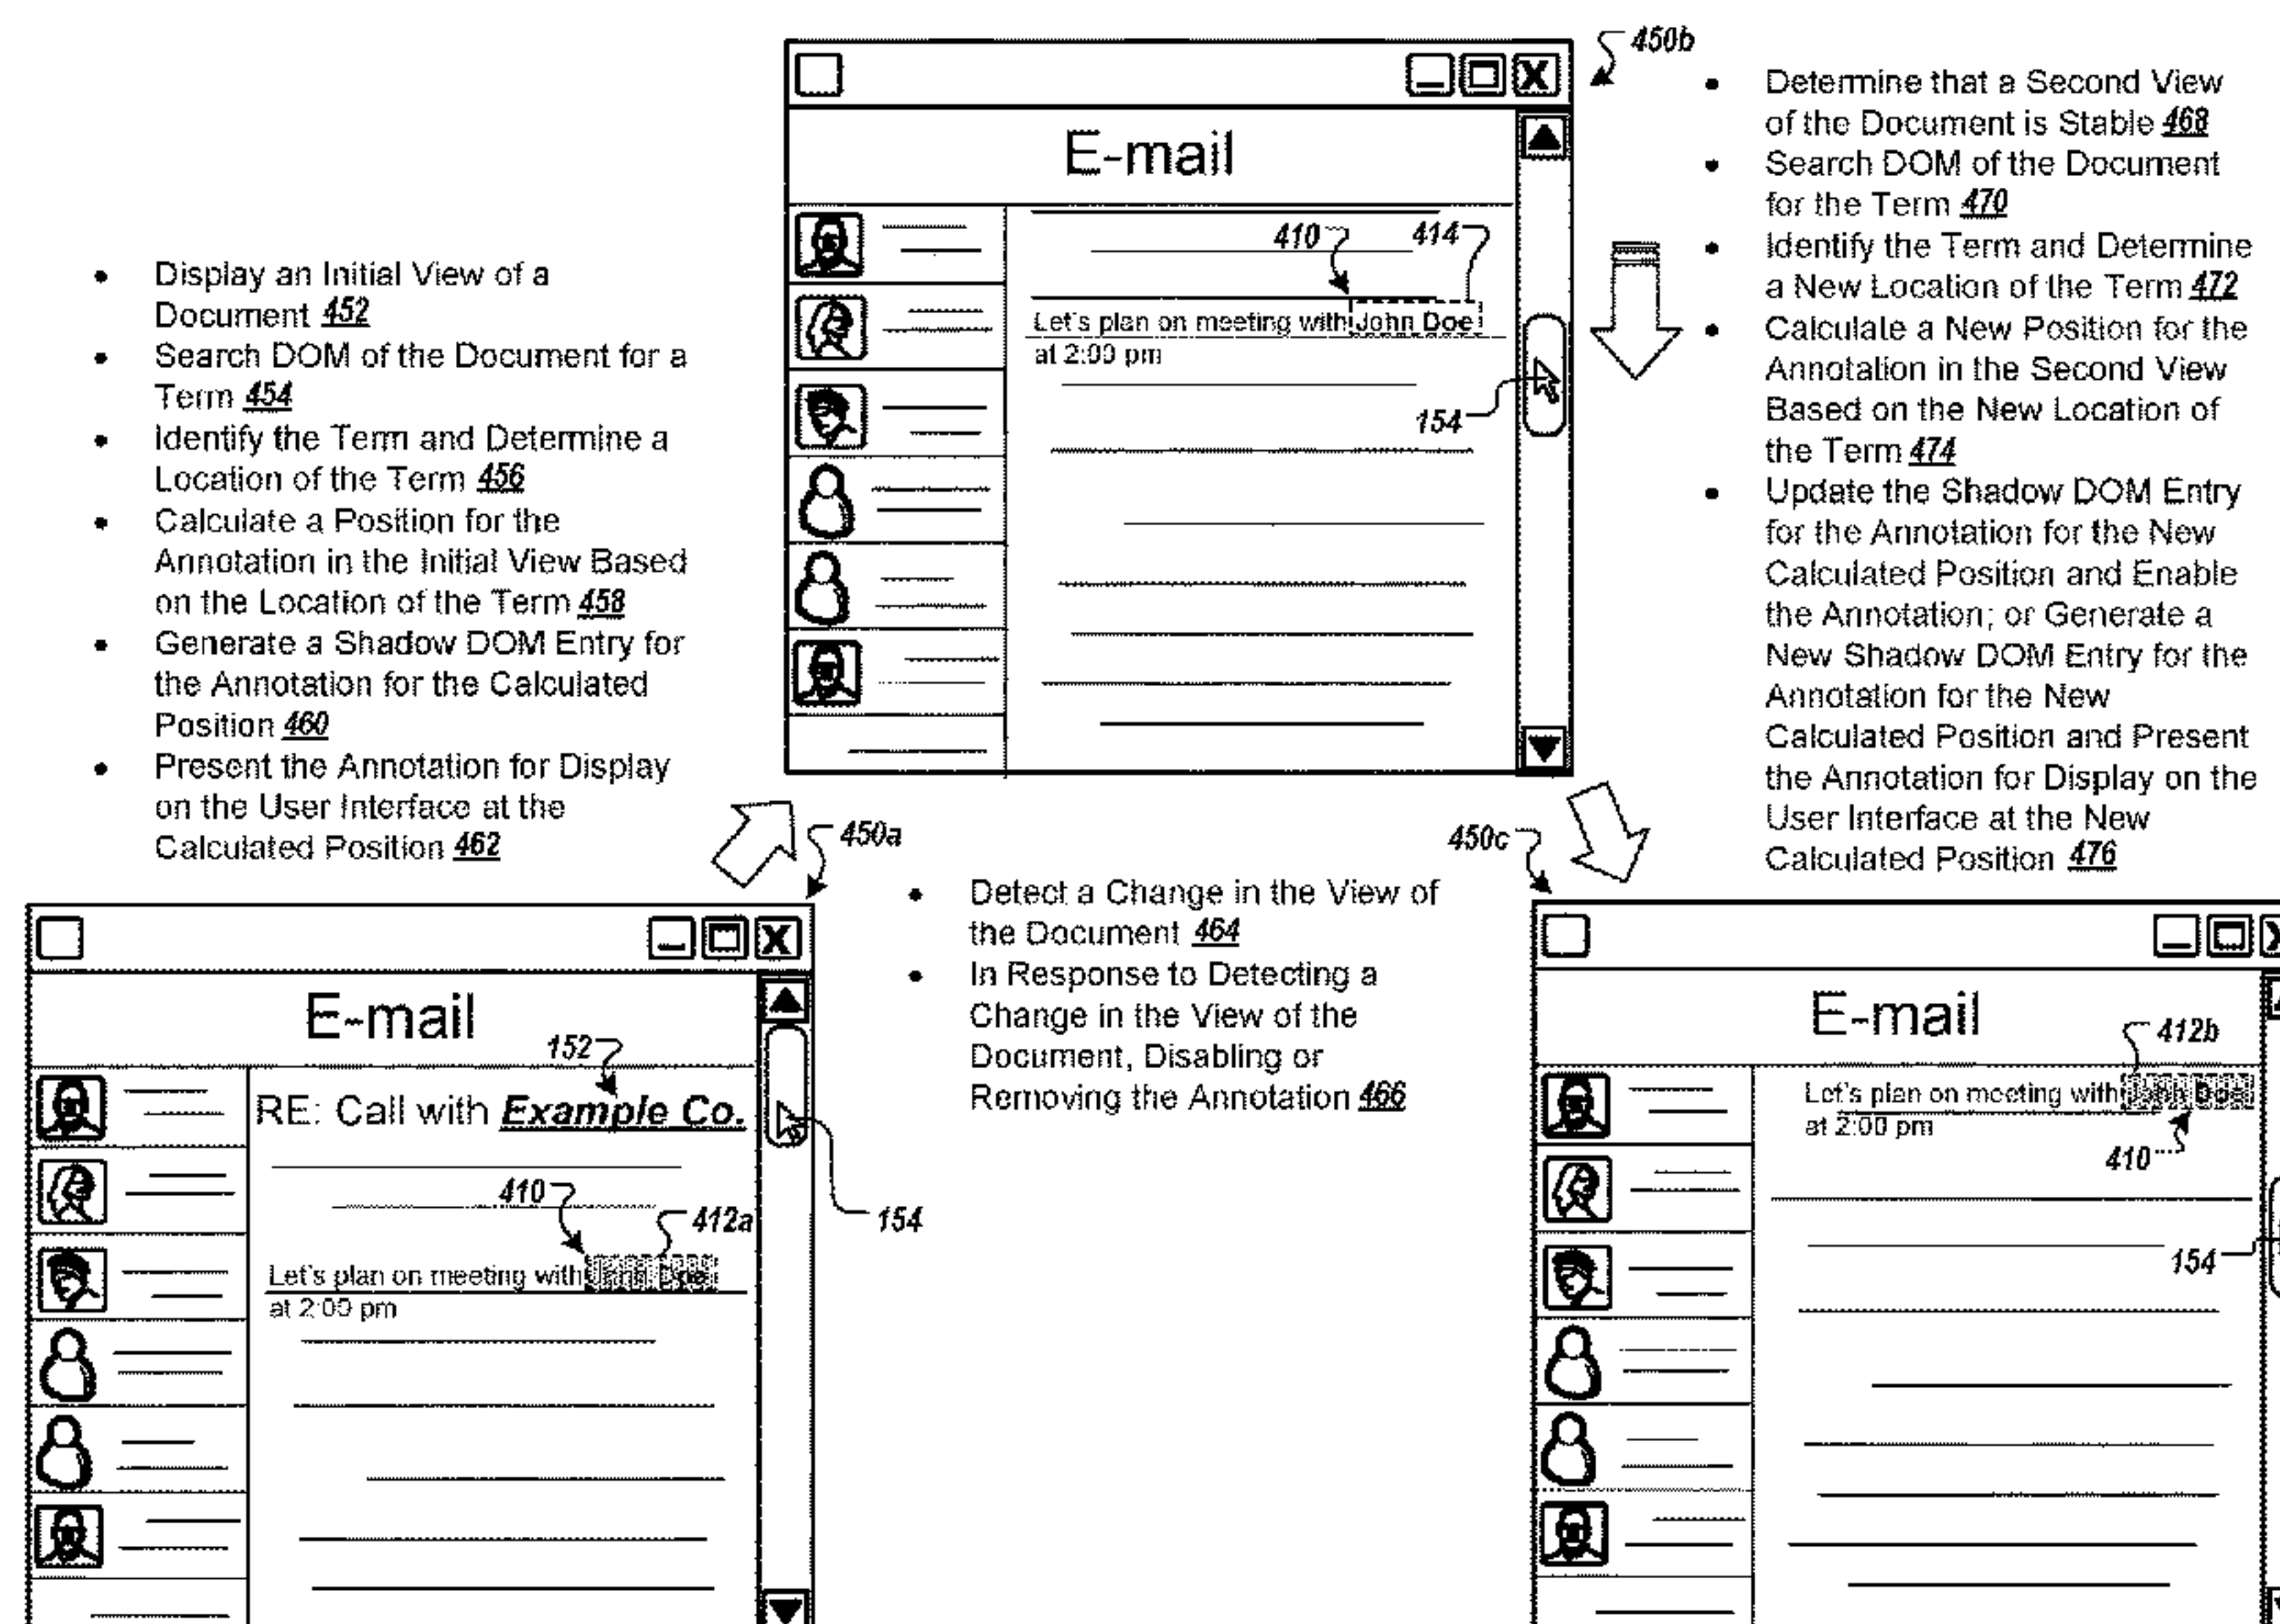 450b
E-mail
410
414
Let's plan on meeting with John Doe
at 2:00 pm
154
• Display an Initial View of a
Document 452
• Search DOM of the Document for a
Term 454
• Identify the Term and Determine a
Location of the Term 456
• Calculate a Position for the
Annotation in the Initial View Based
on the Location of the Term 458
• Generate a Shadow DOM Entry for
the Annotation for the Calculated
Position 460
• Present the Annotation for Display
on the User Interface at the
Calculated Position 462
• Determine that a Second View
of the Document is Stable 468
• Search DOM of the Document
for the Term 470
• Identify the Term and Determine
a New Location of the Term 472
• Calculate a New Position for the
Annotation in the Second View
Based on the New Location of
the Term 474
• Update the Shadow DOM Entry
for the Annotation for the New
Calculated Position and Enable
the Annotation; or Generate a
New Shadow DOM Entry for the
Annotation for the New
Calculated Position and Present
the Annotation for Display on the
User Interface at the New
Calculated Position 476
450a
450c
• Detect a Change in the View of
the Document 464
• In Response to Detecting a
Change in the View of the
Document, Disabling or
Removing the Annotation 466
E-mail
152
RE: Call with Example Co.
410
412a
154
Let's plan on meeting with John Doe
at 2:00 pm
E-mail
412b
Let's plan on meeting with John Doe
at 2:00 pm
410
154